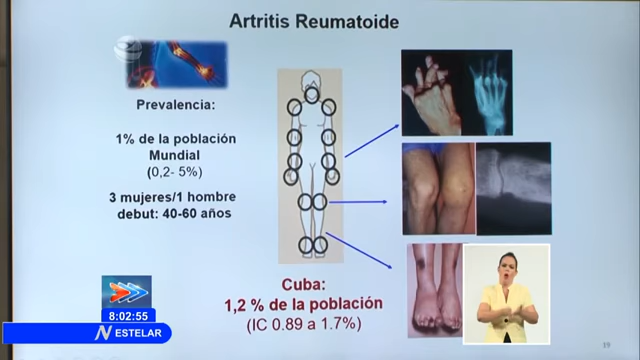 Artritis Reumatoide
Prevalencia:
1% de la población
Mundial
(0,2- 5%)
3 mujeres/1 hombre
debut: 40-60 años
Cuba:
1,2 % de la población
(IC 0.89 a 1.7%)
8:02:55
N ESTELAR
19